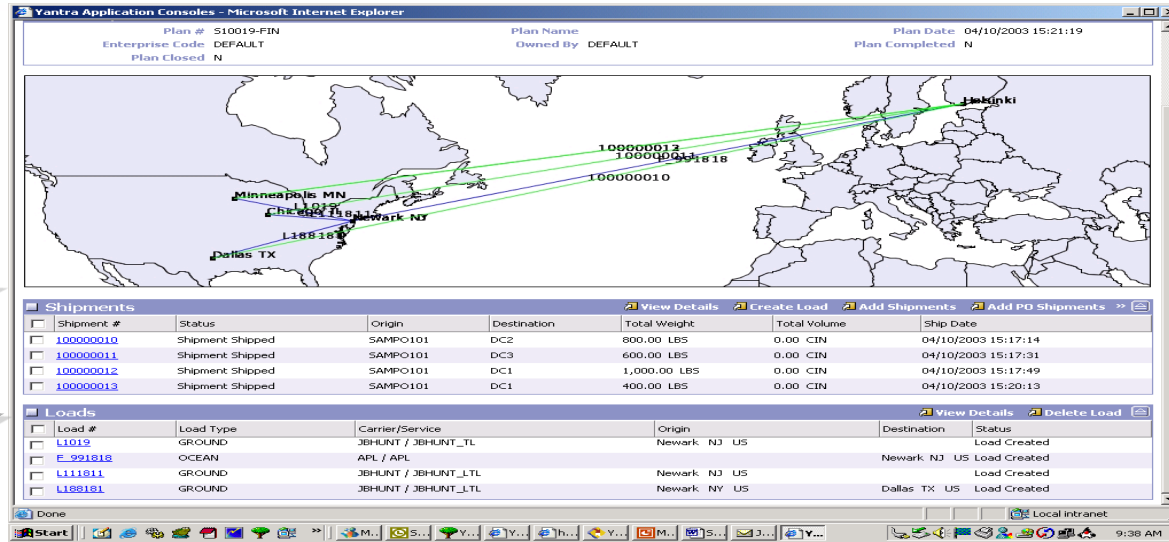 Yantra Application Consoles - Microsoft Internet Explorer
Plan # S10019-FIN Plan Name Plan Date 04/10/2003 15:21:19
Enterprise Code DEFAULT Owned By DEFAULT Plan Completed N
Plan Closed N
Helsinki
100000013
100000011
F_991818
100000010
Minneapolis MN
L1019
Newark NY
L188181
Dallas TX
Shipments View Details Create Load Add Shipments Add PO Shipments »
Shipment # Status Origin Destination Total Weight Total Volume Ship Date
100000010 Shipment Shipped SAMPO101 DC2 800.00 LBS 0.00 CIN 04/10/2003 15:17:14
100000011 Shipment Shipped SAMPO101 DC3 600.00 LBS 0.00 CIN 04/10/2003 15:17:31
100000012 Shipment Shipped SAMPO101 DC1 1,000.00 LBS 0.00 CIN 04/10/2003 15:17:49
100000013 Shipment Shipped SAMPO101 DC1 400.00 LBS 0.00 CIN 04/10/2003 15:20:13
Loads View Details Delete Load
Load # Load Type Carrier/Service Origin Destination Status
L1019 GROUND JBHUNT / JBHUNT_TL Newark NJ US Load Created
F_991818 OCEAN APL / APL Newark NJ US Load Created
L111811 GROUND JBHUNT / JBHUNT_LTL Newark NJ US Load Created
L188181 GROUND JBHUNT / JBHUNT_LTL Newark NY US Dallas TX US Load Created
Done Local intranet
Start » M.. S... Y... Y... h... Y... M.. S... J... Y... 9:38 AM